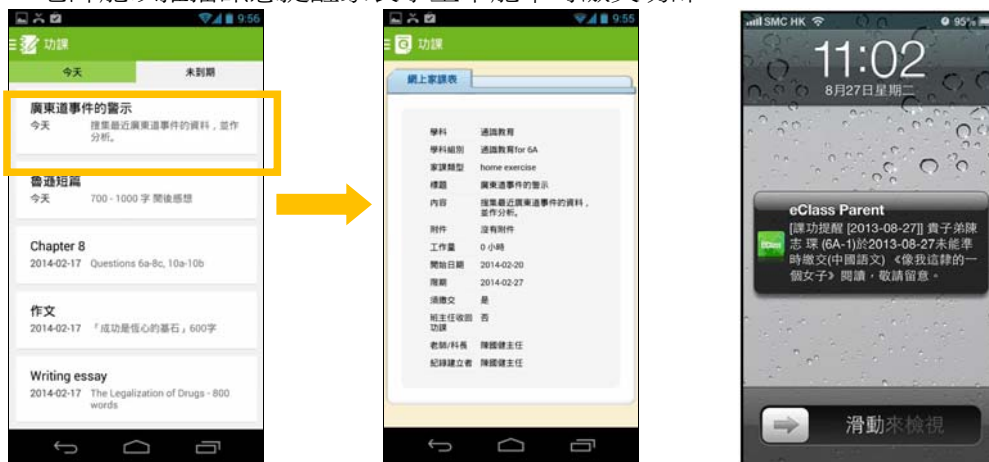 9:56
功課
今天
未到期
廣東道事件的警示
今天
搜集最近廣東道事件的資料，並作
分析。
魯遜短篇
今天
700 - 1000 字 閱後感想
Chapter 8
2014-02-17
Questions 6a-8c, 10a-10b
作文
2014-02-17
「成功是恆心的基石」600字
Writing essay
2014-02-17
The Legalization of Drugs - 800
words
9:55
功課
網上家課表
學科 通識教育
學科組別 通識教育for 6A
家課類型 home exercise
標題 廣東道事件的警示
內容 搜集最近廣東道事件的資料，
並作分析。
附件 沒有附件
工作量 0 小時
開始日期 2014-02-20
限期 2014-02-27
須繳交 是
班主任收回 否
功課
老師/科長 陳國健主任
紀錄建立者 陳國健主任
SMC HK
95%
11:02
8月27日星期二
eClass Parent
[課功提醒 [2013-08-27]] 貴子弟陳
志 琛 (6A-1)於2013-08-27未能準
時繳交(中國語文) 《像我這隸的一
個女子》閱讀，敬請留意。
滑動來檢視